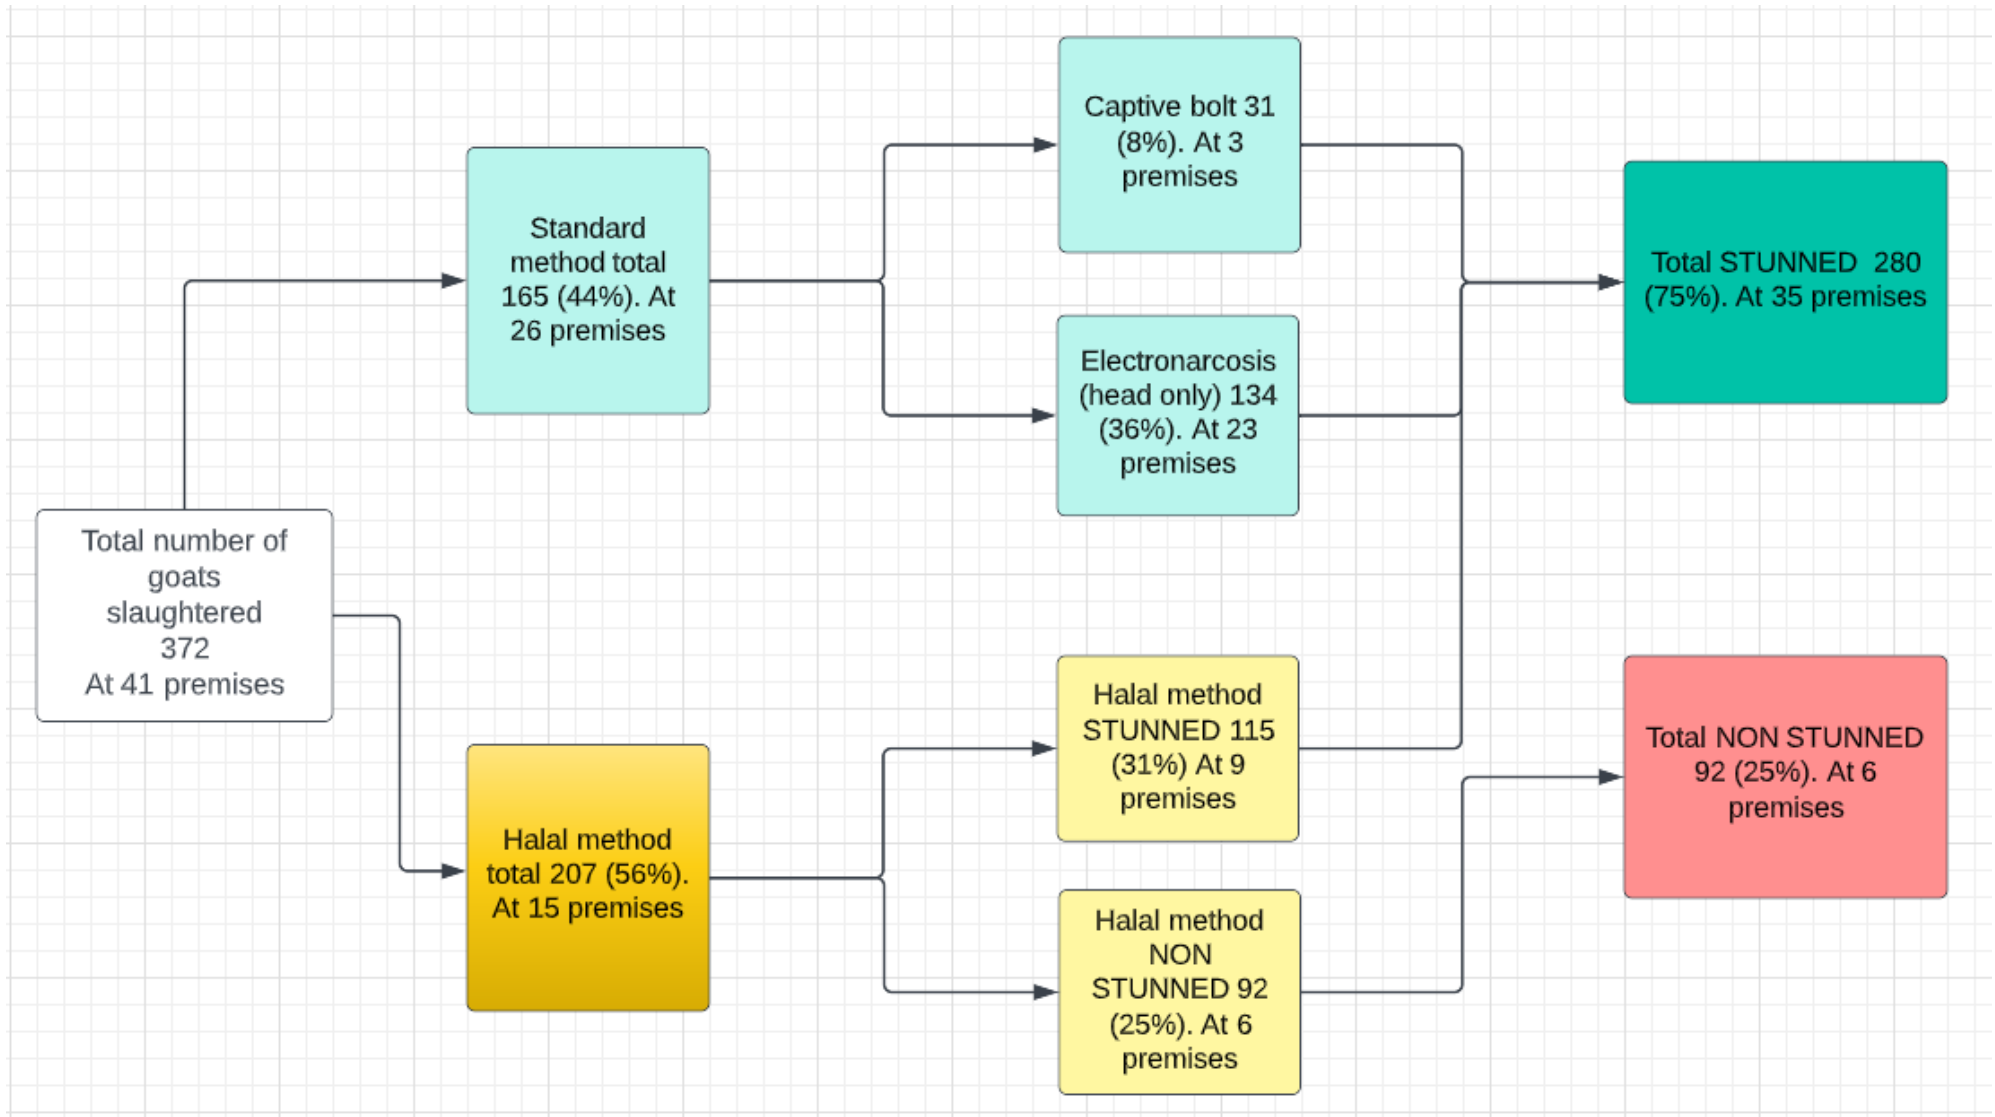 Total number of
goats
slaughtered
372
At 41 premises
Standard
method total
165 (44%). At
26 premises
Halal method
total 207 (56%).
At 15 premises
Captive bolt 31
(8%). At 3
premises
Electronarcosis
(head only) 134
(36%). At 23
premises
Halal method
STUNNED 115
(31%) At 9
premises
Halal method
NON
STUNNED 92
(25%). At 6
premises
Total STUNNED  280
(75%). At 35 premises
Total NON STUNNED
92 (25%). At 6
premises